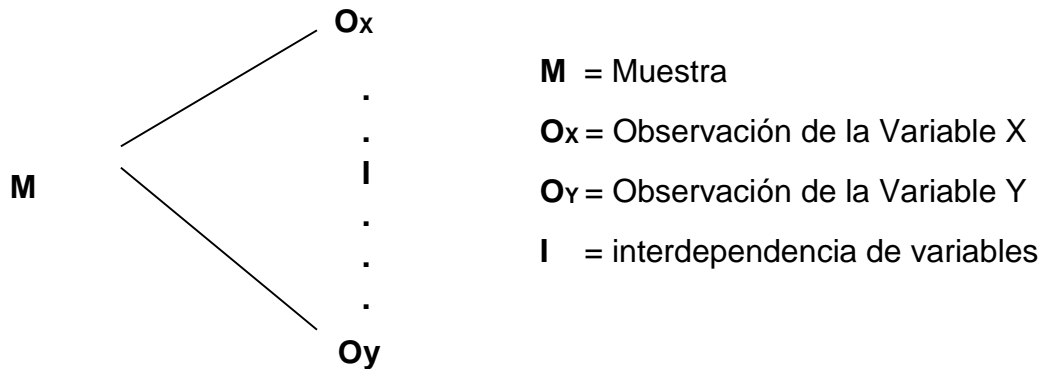 Ox
.
.
M
I
.
.
.
Oy
M = Muestra
Ox = Observación de la Variable X
OY = Observación de la Variable Y
I = interdependencia de variables